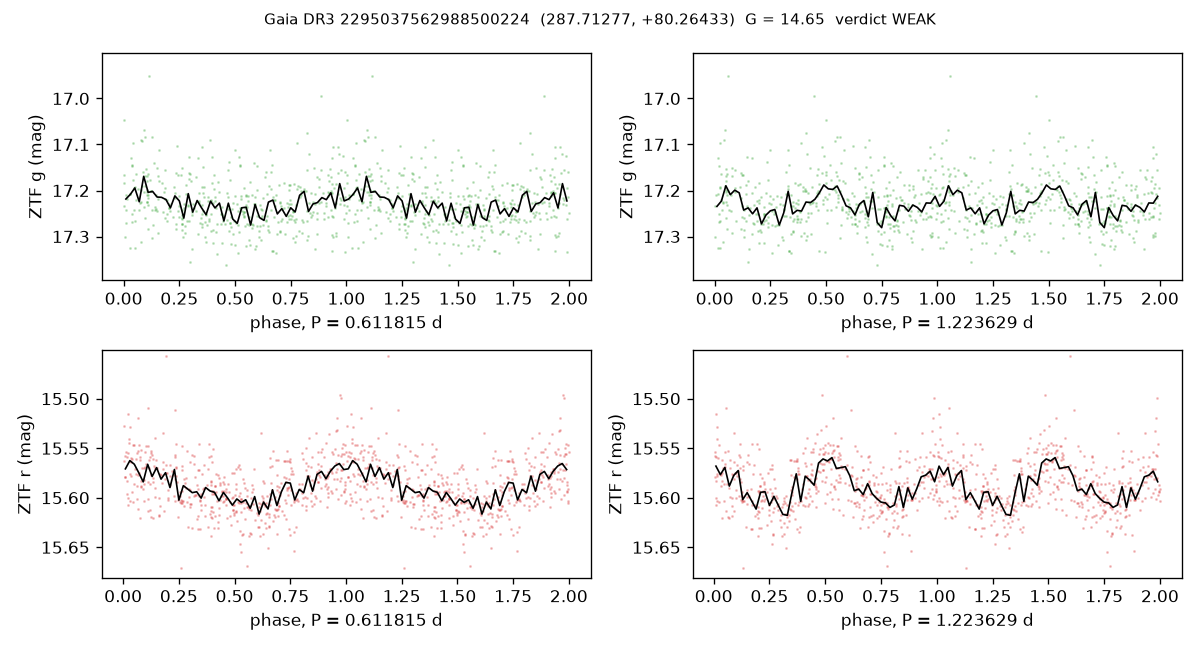 Gaia DR3 2295037562988500224 (287.71277, +80.26433) G = 14.65 verdict WEAK
ZTF g (mag)
17.0
17.1
17.2
17.3
0.00 0.25 0.50 0.75 1.00 1.25 1.50 1.75 2.00
phase, P = 0.611815 d
ZTF g (mag)
17.0
17.1
17.2
17.3
0.00 0.25 0.50 0.75 1.00 1.25 1.50 1.75 2.00
phase, P = 1.223629 d
ZTF r (mag)
15.50
15.55
15.60
15.65
0.00 0.25 0.50 0.75 1.00 1.25 1.50 1.75 2.00
phase, P = 0.611815 d
ZTF r (mag)
15.50
15.55
15.60
15.65
0.00 0.25 0.50 0.75 1.00 1.25 1.50 1.75 2.00
phase, P = 1.223629 d